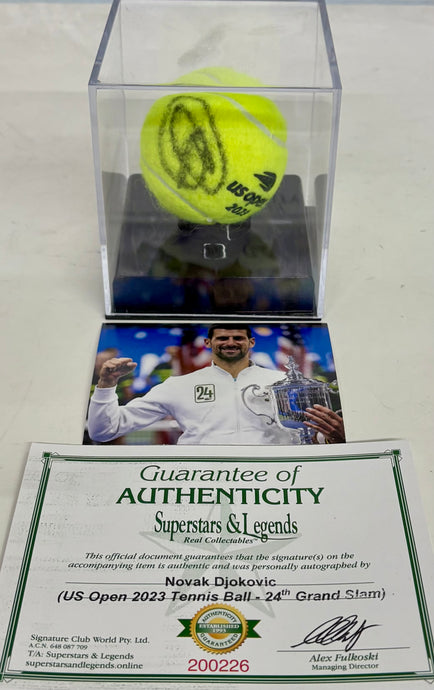 US OPEN
2023
24
Guarantee of
AUTHENTICITY
Superstars & Legends
Real Collectables
This official document guarantees that the signature(s) on the
accompanying item is authentic and was personally autographed by
Novak Djokovic
(US Open 2023 Tennis Ball - 24th Grand Slam)
Signature Club World Pty. Ltd.
A.C.N. 648 087 709
T/A: Superstars & Legends
superstarsandlegends.online
AUTHENTICITY
ESTABLISHED
1993
GUARANTEED
200226
Alex Fulkoski
Managing Director